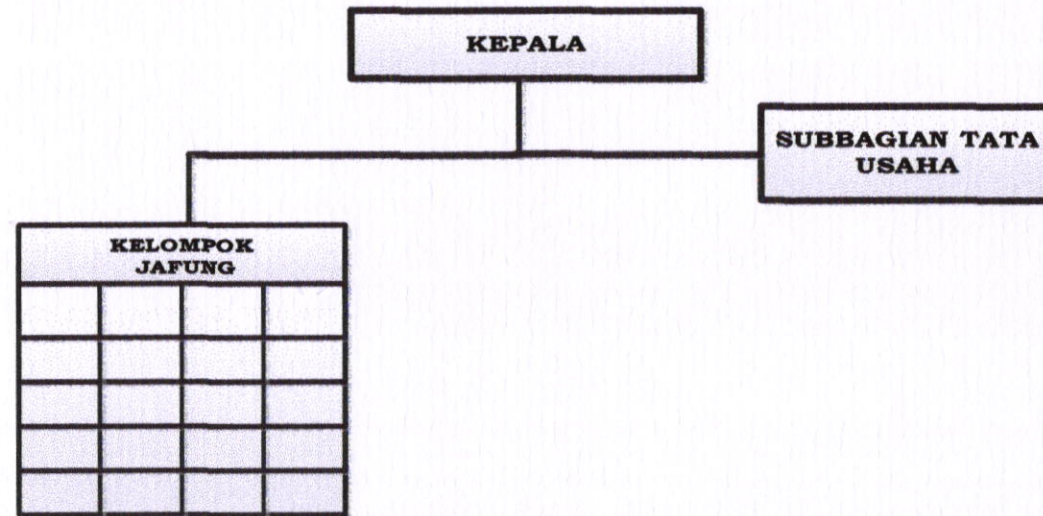 KEPALA
SUBBAGIAN TATA
USAHA
KELOMPOK
JAFUNG